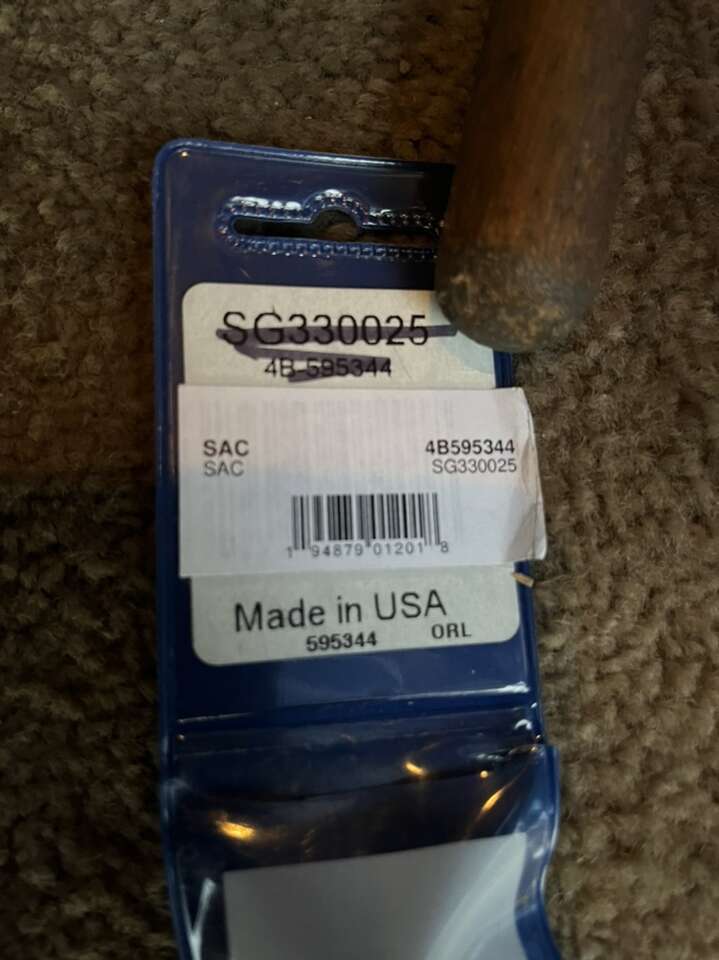 SG330025
4B-595344
SAC 4B595344
SAC SG330025
1 94879 01201 8
Made in USA
595344 ORL